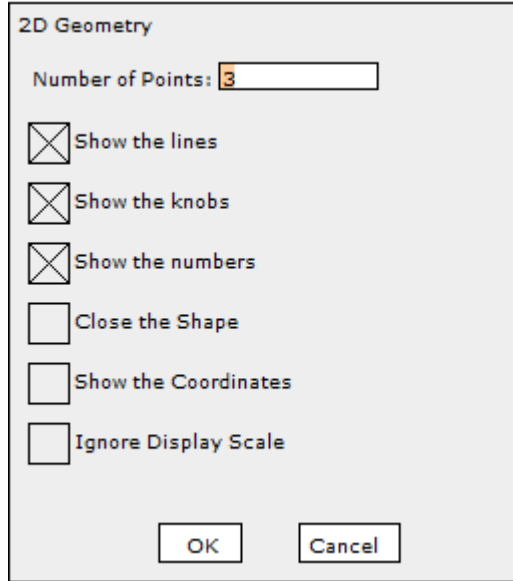 2D Geometry
Number of Points: 3
Show the lines
Show the knobs
Show the numbers
Close the Shape
Show the Coordinates
Ignore Display Scale
OK Cancel